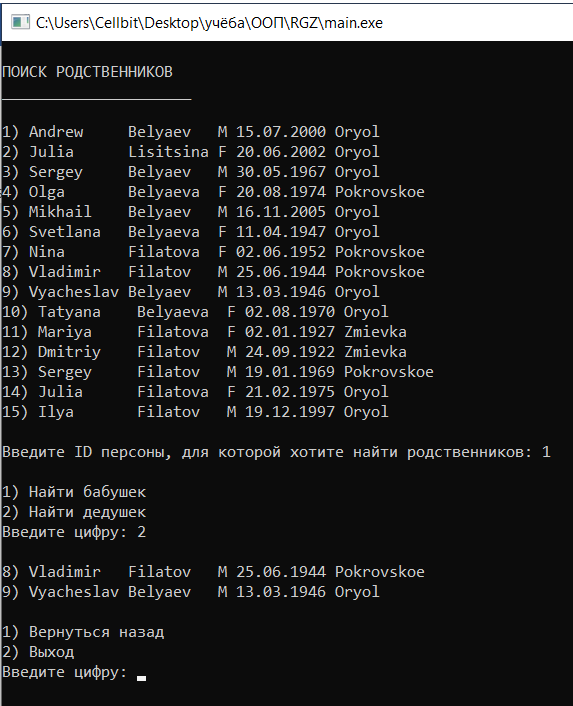 C:\Users\Cellbit\Desktop\учёба\ООП\RGZ\main.exe
ПОИСК РОДСТВЕННИКОВ
_____________________
1) Andrew     Belyaev   M 15.07.2000 Oryol
2) Julia      Lisitsina F 20.06.2002 Oryol
3) Sergey     Belyaev   M 30.05.1967 Oryol
4) Olga       Belyaeva  F 20.08.1974 Pokrovskoe
5) Mikhail    Belyaev   M 16.11.2005 Oryol
6) Svetlana   Belyaeva  F 11.04.1947 Oryol
7) Nina       Filatova  F 02.06.1952 Pokrovskoe
8) Vladimir   Filatov   M 25.06.1944 Pokrovskoe
9) Vyacheslav Belyaev   M 13.03.1946 Oryol
10) Tatyana    Belyaeva  F 02.08.1970 Oryol
11) Mariya     Filatova  F 02.01.1927 Zmievka
12) Dmitriy    Filatov   M 24.09.1922 Zmievka
13) Sergey     Filatov   M 19.01.1969 Pokrovskoe
14) Julia      Filatova  F 21.02.1975 Oryol
15) Ilya       Filatov   M 19.12.1997 Oryol
Введите ID персоны, для которой хотите найти родственников: 1
1) Найти бабушек
2) Найти дедушек
Введите цифру: 2
8) Vladimir   Filatov   M 25.06.1944 Pokrovskoe
9) Vyacheslav Belyaev   M 13.03.1946 Oryol
1) Вернуться назад
2) Выход
Введите цифру: